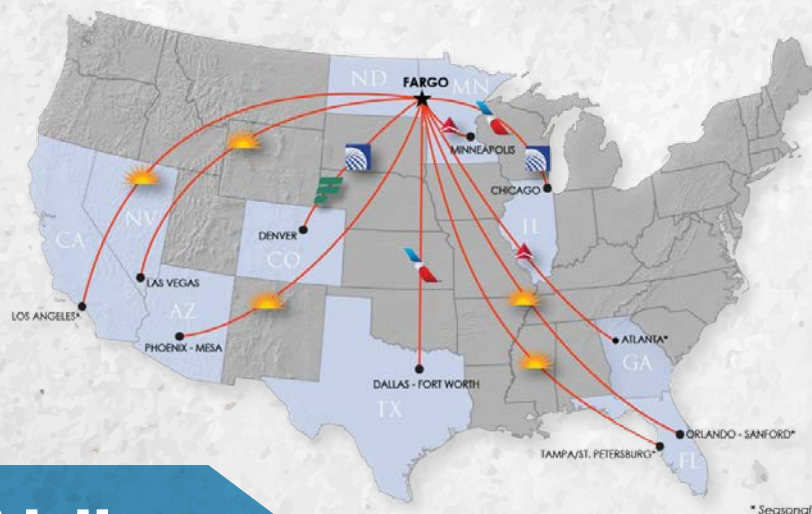 ND
MN
FARGO
MINNEAPOLIS
CHICAGO
NV
CA
IL
DENVER
CO
LAS VEGAS
AZ
LOS ANGELES*
PHOENIX - MESA
ATLANTA*
GA
DALLAS - FORT WORTH
TX
ORLANDO - SANFORD*
TAMPA/ST. PETERSBURG*
FL
* Seasonal